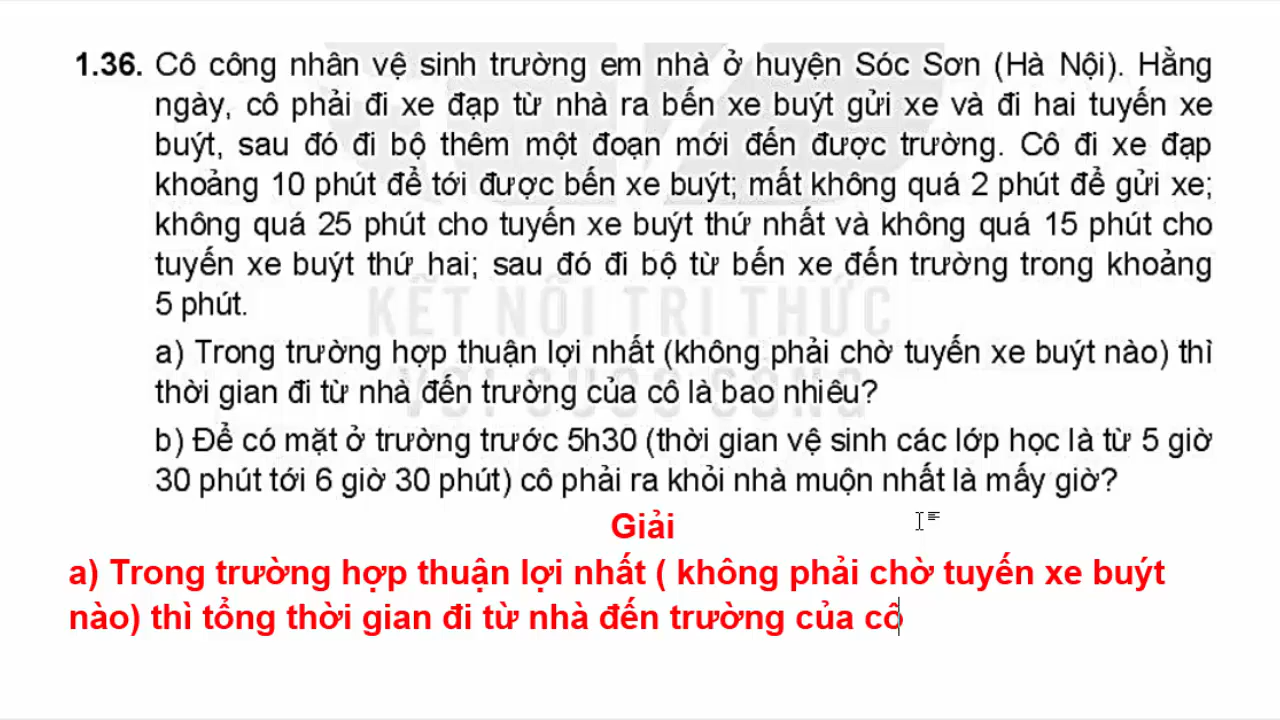 1.36. Cô công nhân vệ sinh trường em nhà ở huyện Sóc Sơn (Hà Nội). Hằng
ngày, cô phải đi xe đạp từ nhà ra bến xe buýt gửi xe và đi hai tuyến xe
buýt, sau đó đi bộ thêm một đoạn mới đến được trường. Cô đi xe đạp
khoảng 10 phút để tới được bến xe buýt; mất không quá 2 phút để gửi xe;
không quá 25 phút cho tuyến xe buýt thứ nhất và không quá 15 phút cho
tuyến xe buýt thứ hai; sau đó đi bộ từ bến xe đến trường trong khoảng
5 phút.
KẾT NỐI TRI THỨC
a) Trong trường hợp thuận lợi nhất (không phải chờ tuyến xe buýt nào) thì
thời gian đi từ nhà đến trường của cô là bao nhiêu?
VỚI CUỘC SỐNG
b) Để có mặt ở trường trước 5h30 (thời gian vệ sinh các lớp học là từ 5 giờ
30 phút tới 6 giờ 30 phút) cô phải ra khỏi nhà muộn nhất là mấy giờ?
Giải
a) Trong trường hợp thuận lợi nhất ( không phải chờ tuyến xe buýt
nào) thì tổng thời gian đi từ nhà đến trường của cô